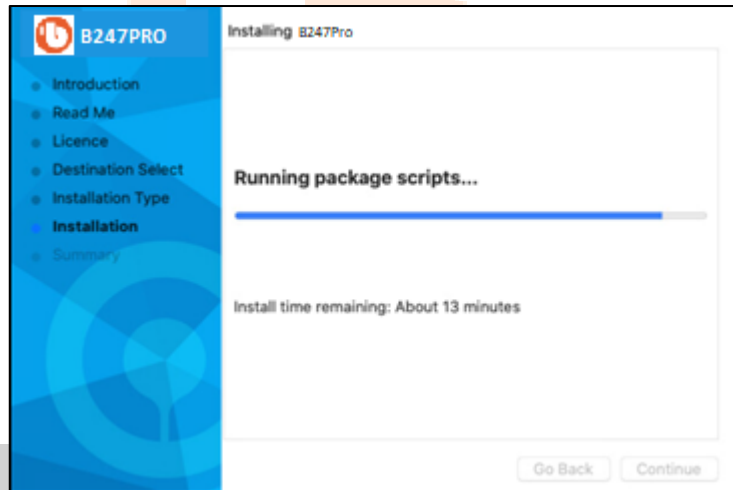 B247PRO
Installing B247Pro
Introduction
Read Me
Licence
Destination Select
Installation Type
Installation
Summary
Running package scripts...
Install time remaining: About 13 minutes
Go Back
Continue